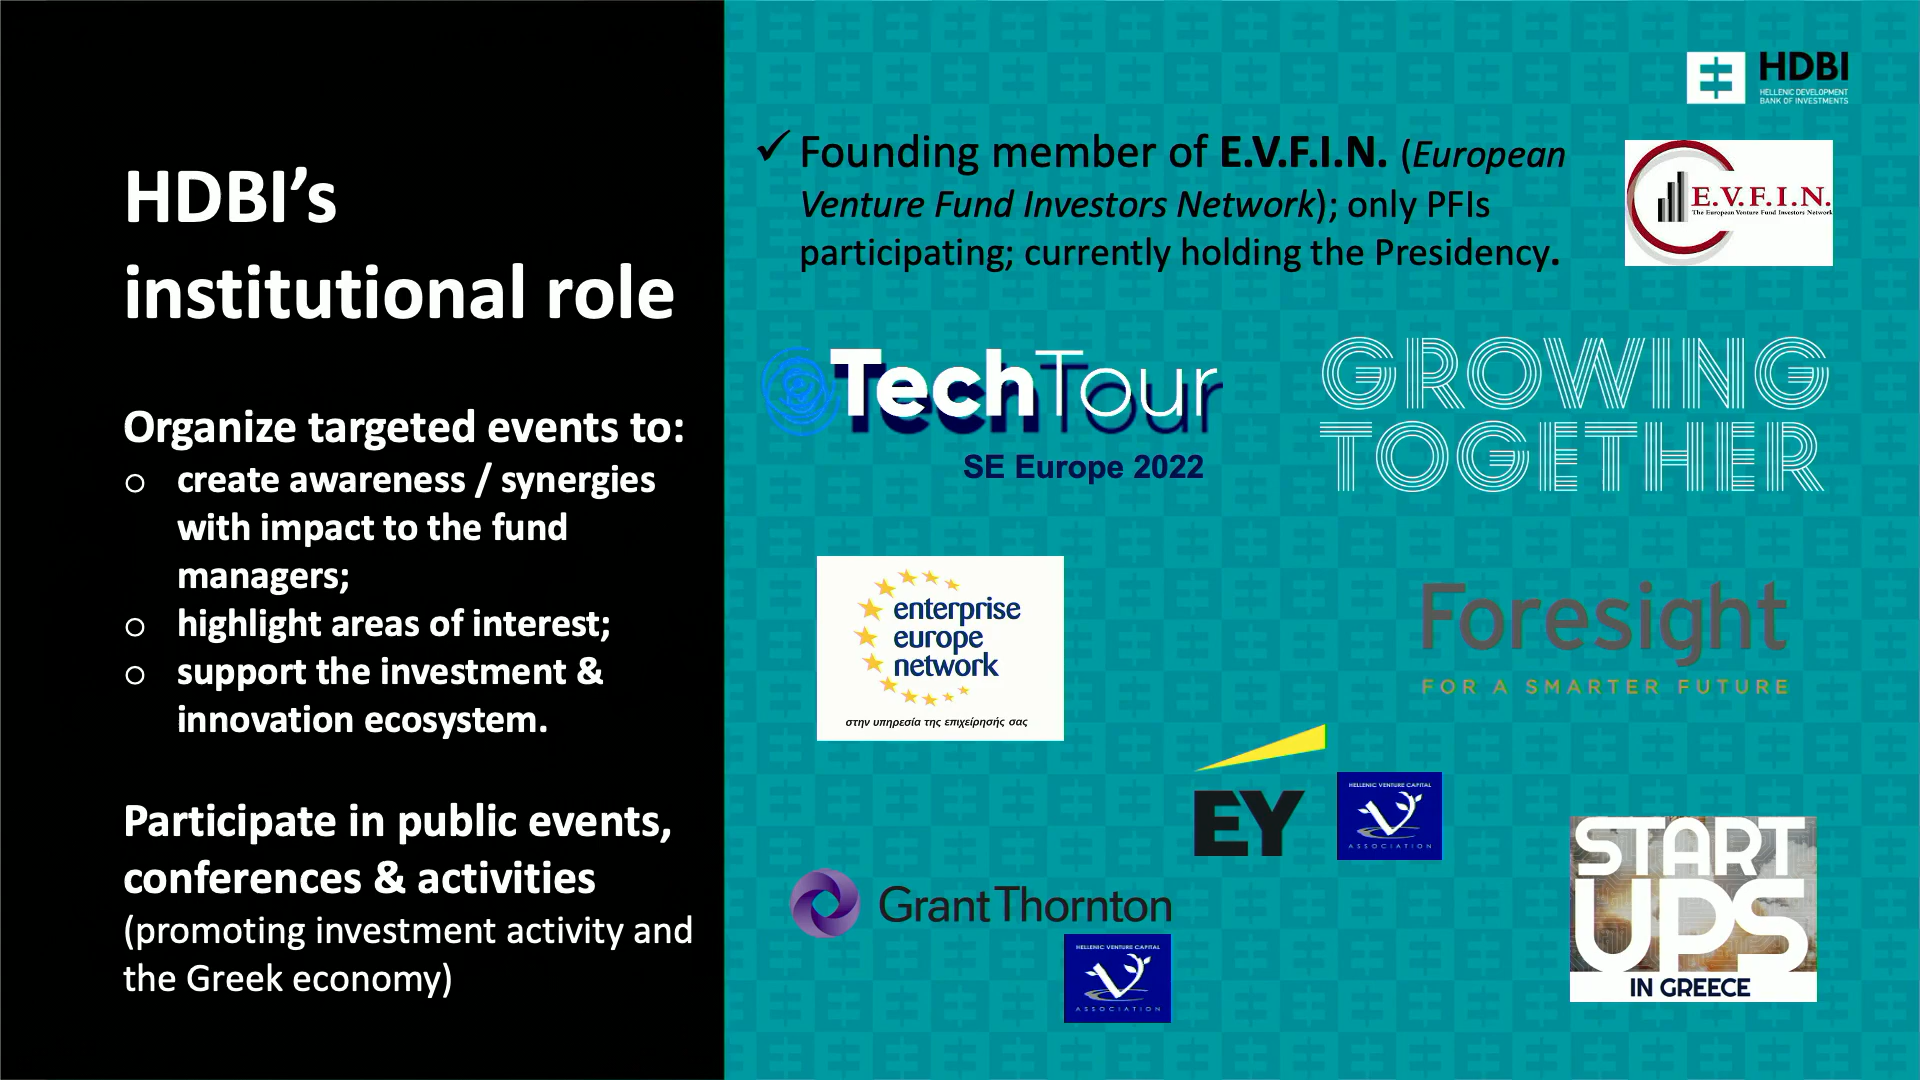 HDBI's
institutional role
Organize targeted events to:
o create awareness / synergies
with impact to the fund
managers;
o highlight areas of interest;
o support the investment &
innovation ecosystem.
Participate in public events,
conferences & activities
(promoting investment activity and
the Greek economy)
HDBI
HELLENIC DEVELOPMENT
BANK OF INVESTMENTS
✓ Founding member of E.V.F.I.N. (European
Venture Fund Investors Network); only PFIs
participating; currently holding the Presidency.
E.V.F.I.N.
The European Venture Fund Investors Network
TechTour
SE Europe 2022
GROWING
TOGETHER
enterprise
europe
network
στην υπηρεσία της επιχείρησής σας
Foresight
FOR A SMARTER FUTURE
EY
HELLENIC VENTURE CAPITAL
ASSOCIATION
Grant Thornton
HELLENIC VENTURE CAPITAL
ASSOCIATION
START
UPS
IN GREECE